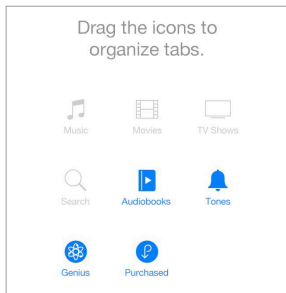 Drag the icons to
organize tabs.
Music Movies TV Shows
Search Audiobooks Tones
Genius Purchased